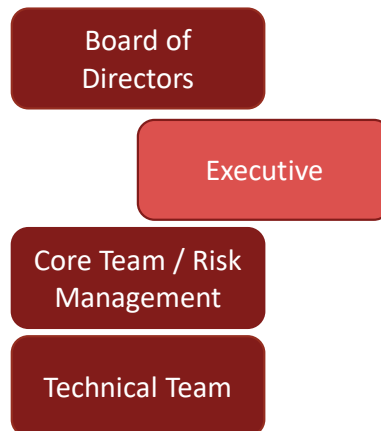 Board of
Directors
Executive
Core Team / Risk
Management
Technical Team